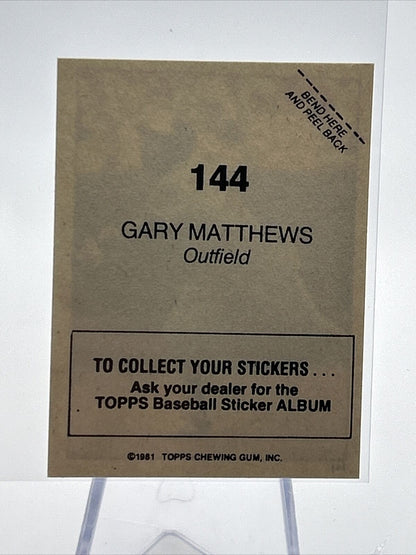 BEND HERE
AND PEEL BACK
144
GARY MATTHEWS
Outfield
TO COLLECT YOUR STICKERS...
Ask your dealer for the
TOPPS Baseball Sticker ALBUM
©1981 TOPPS CHEWING GUM, INC.